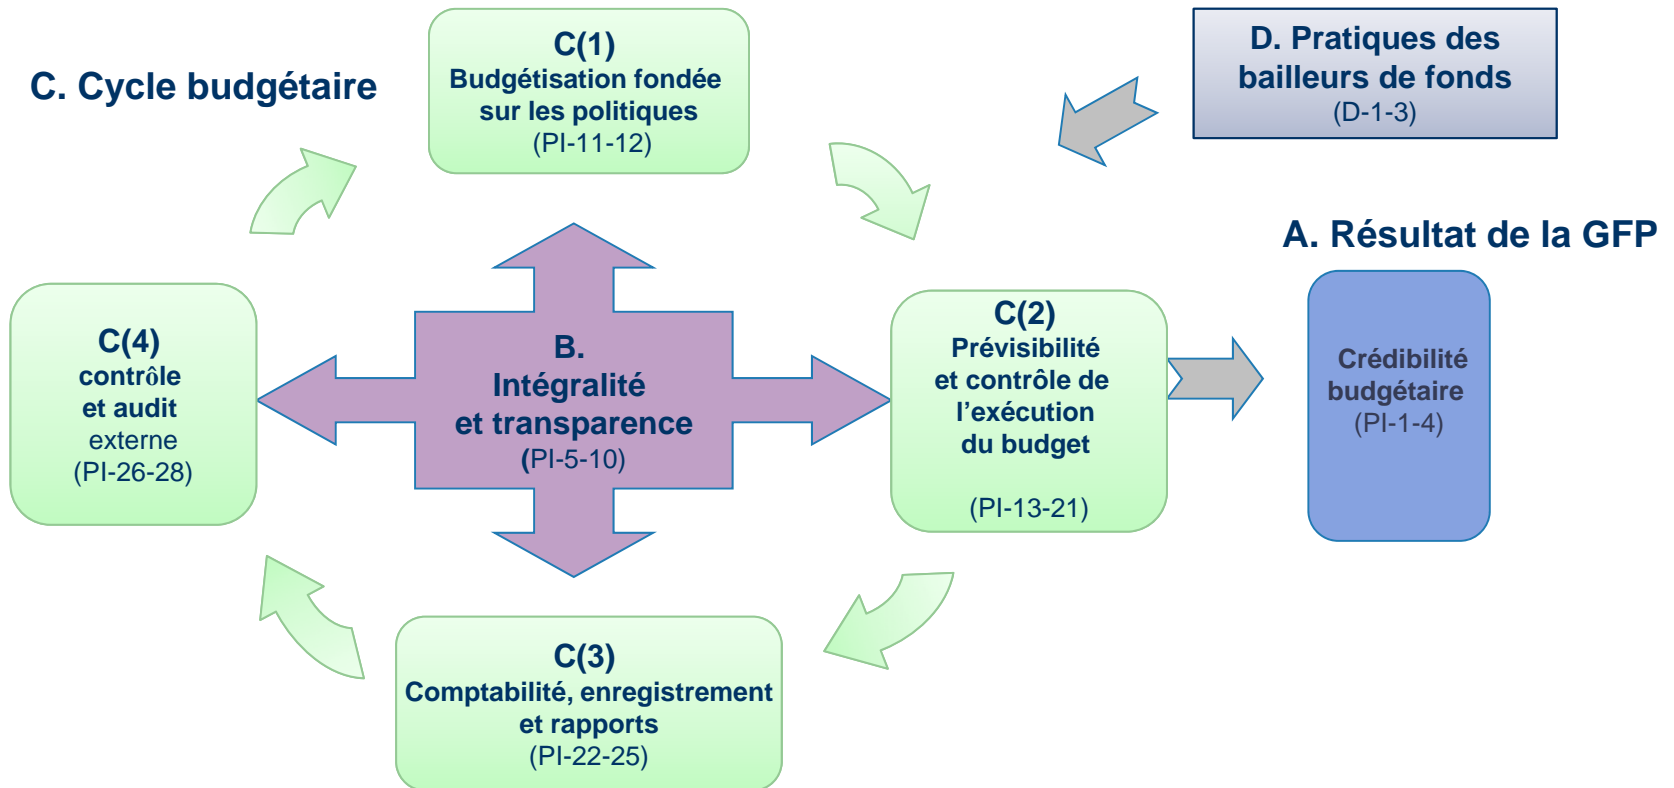 C. Cycle budgétaire
C(1)
Budgétisation fondée
sur les politiques
(PI-11-12)
D. Pratiques des
bailleurs de fonds
(D-1-3)
A. Résultat de la GFP
C(4)
contrôle
et audit
externe
(PI-26-28)
B.
Intégralité
et transparence
(PI-5-10)
C(2)
Prévisibilité
et contrôle de
l’exécution
du budget
(PI-13-21)
Crédibilité
budgétaire
(PI-1-4)
C(3)
Comptabilité, enregistrement
et rapports
(PI-22-25)